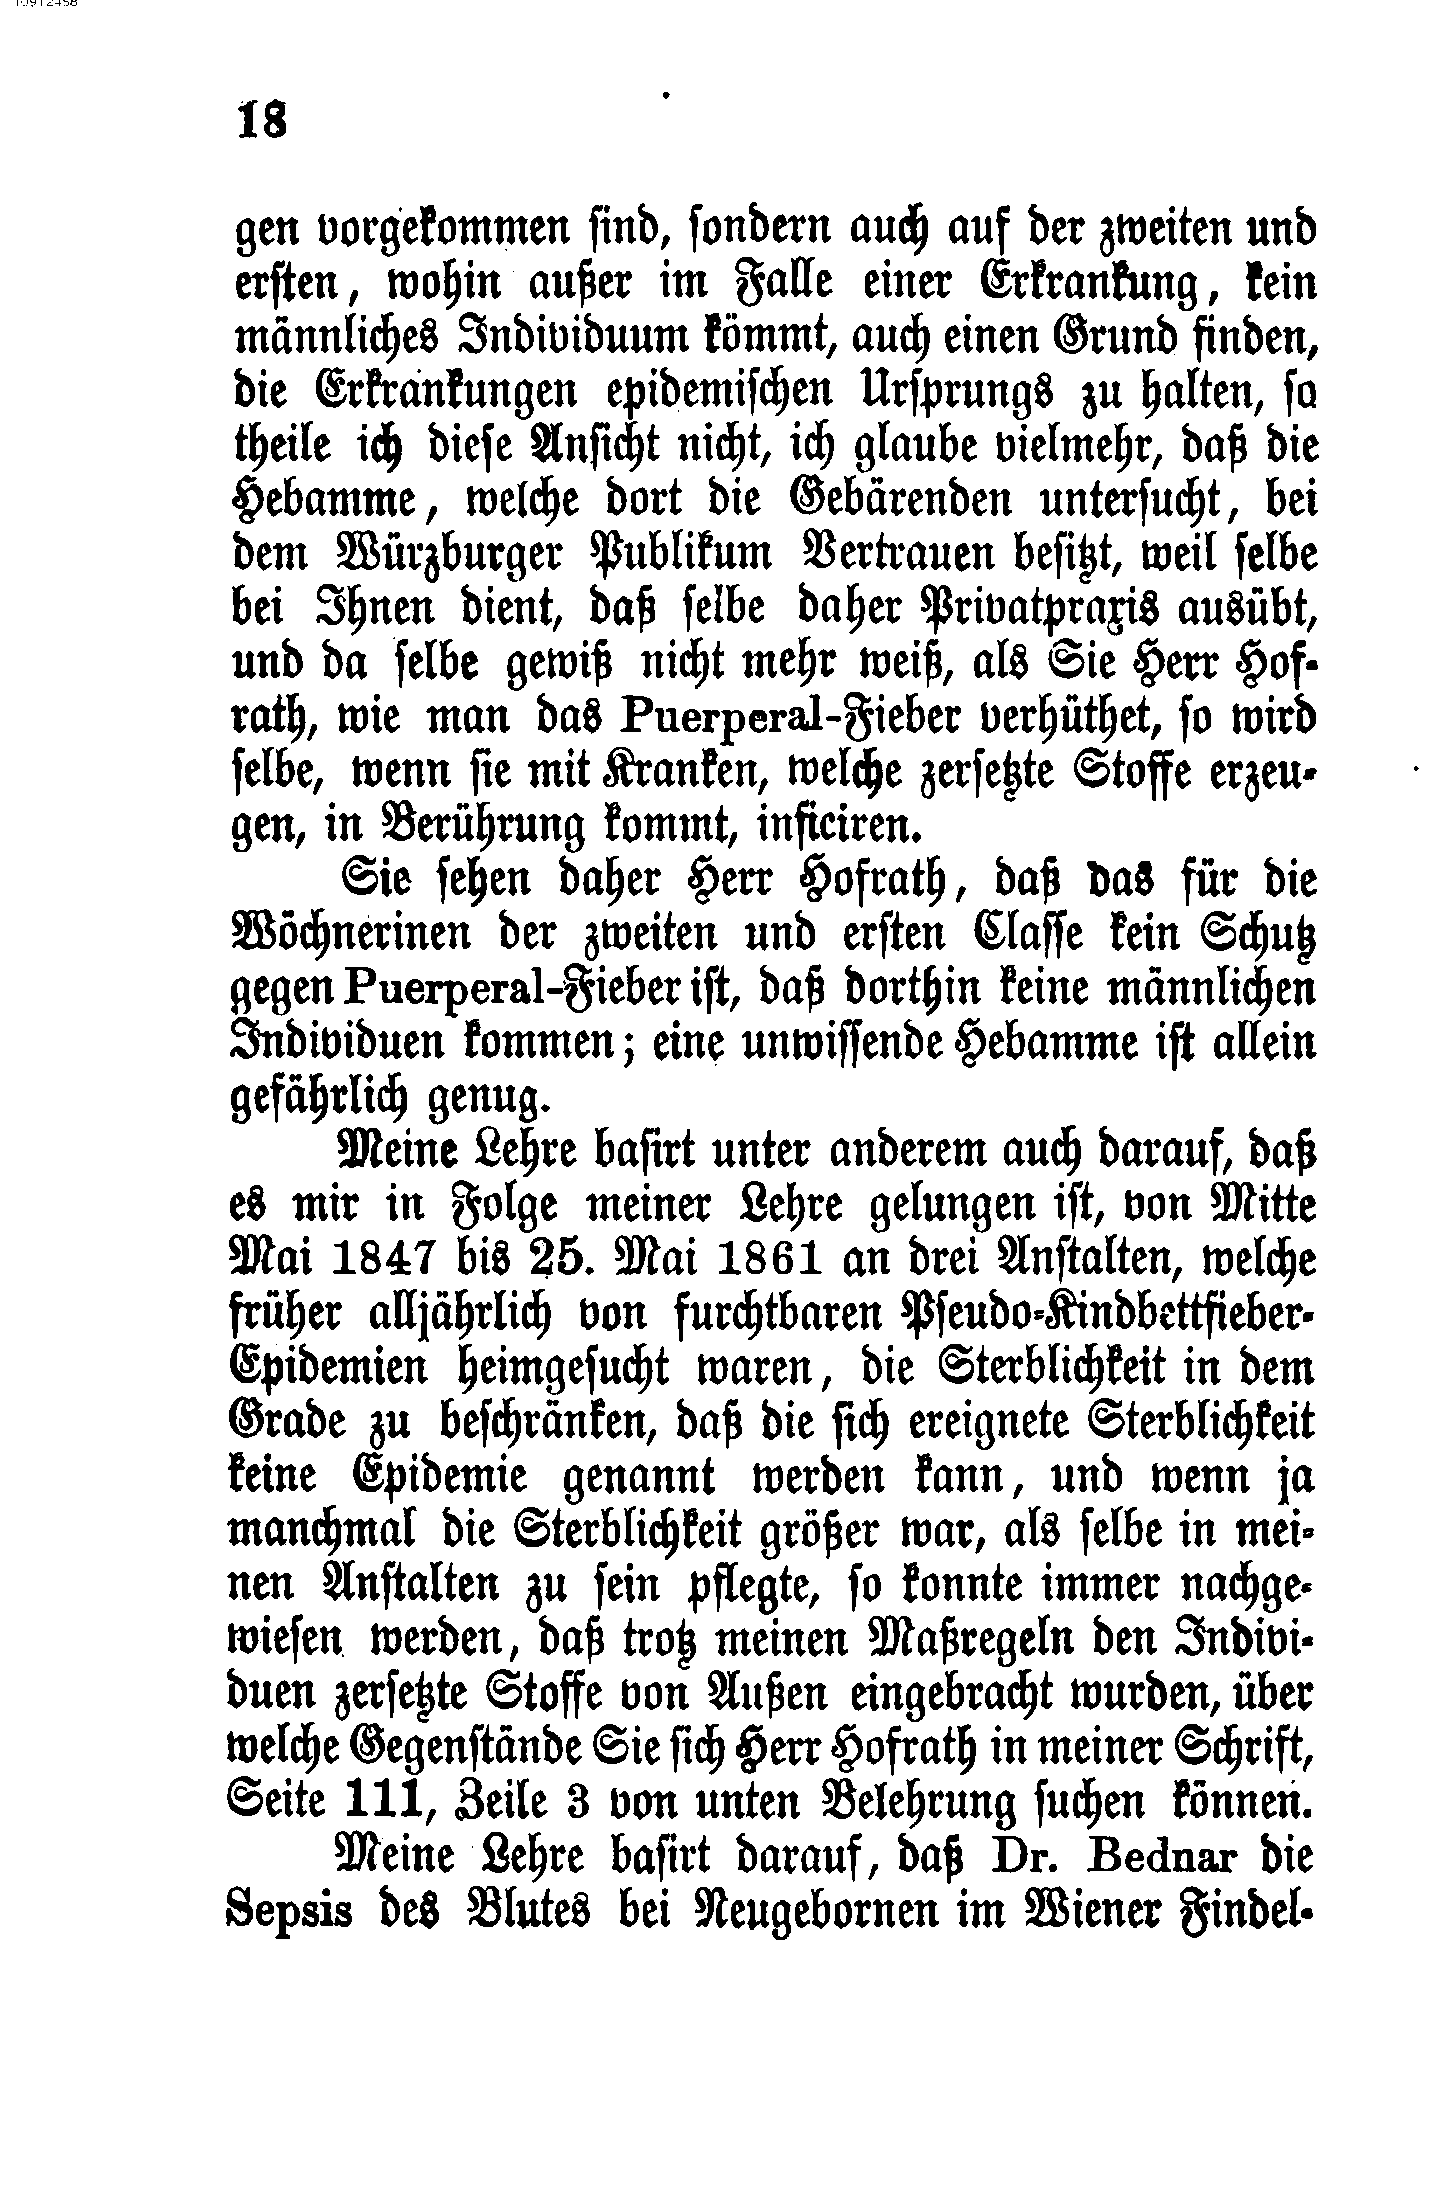 18
gen vorgekommen sind, sondern auch auf der zweiten und
ersten, wohin außer im Falle einer Erkrankung, kein
männliches Individuum kömmt, auch einen Grund finden,
die Erkrankungen epidemischen Ursprungs zu halten, so
theile ich diese Ansicht nicht, ich glaube vielmehr, daß die
Hebamme, welche dort die Gebärenden untersucht, bei
dem Würzburger Publikum Vertrauen besitzt, weil selbe
bei Ihnen dient, daß selbe daher Privatpraxis ausübt,
und da selbe gewiß nicht mehr weiß, als Sie Herr Hof-
rath, wie man das Puerperal-Fieber verhüthet, so wird
selbe, wenn sie mit Kranken, welche zersetzte Stoffe erzeu-
gen, in Berührung kommt, inficiren.
Sie sehen daher Herr Hofrath, daß das für die
Wöchnerinen der zweiten und ersten Classe kein Schutz
gegen Puerperal-Fieber ist, daß dorthin keine männlichen
Individuen kommen; eine unwissende Hebamme ist allein
gefährlich genug.
Meine Lehre basirt unter anderem auch darauf, daß
es mir in Folge meiner Lehre gelungen ist, von Mitte
Mai 1847 bis 25. Mai 1861 an drei Anstalten, welche
früher alljährlich von furchtbaren Pseudo-Kindbettfieber-
Epidemien heimgesucht waren, die Sterblichkeit in dem
Grade zu beschränken, daß die sich ereignete Sterblichkeit
keine Epidemie genannt werden kann, und wenn ja
manchmal die Sterblichkeit größer war, als selbe in mei-
nen Anstalten zu sein pflegte, so konnte immer nachge-
wiesen werden, daß trotz meinen Maßregeln den Indivi-
duen zersetzte Stoffe von Außen eingebracht wurden, über
welche Gegenstände Sie sich Herr Hofrath in meiner Schrift,
Seite 111, Zeile 3 von unten Belehrung suchen können.
Meine Lehre basirt darauf, daß Dr. Bednar die
Sepsis des Blutes bei Neugebornen im Wiener Findel-